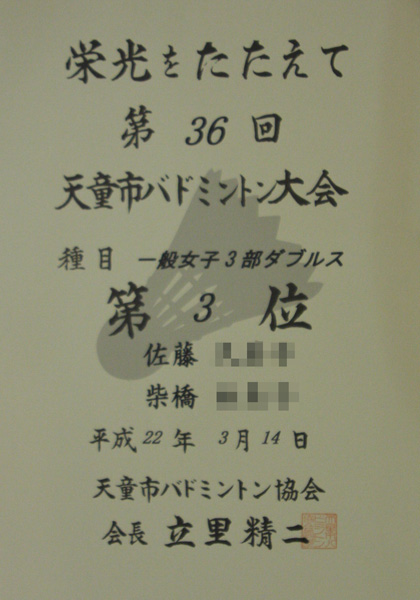 栄光をたたえて
第 36 回
天童市バドミントン大会
種目 一般女子3部ダブルス
第 3 位
佐藤
柴橋
平成22年 3月14日
天童市バドミントン協会
会長 立里精二